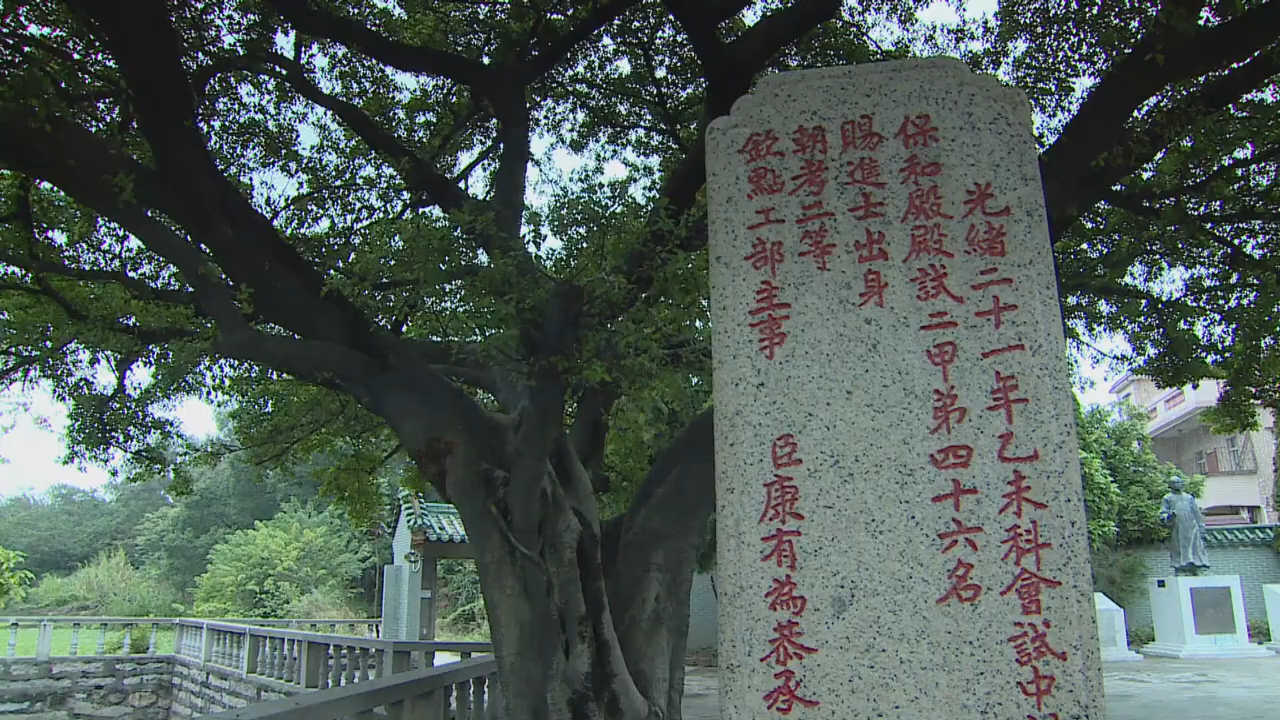 光緒二十一年乙未科會試中
保和殿殿試二甲弟四十六名
賜進士出身
朝考二等
欽點工部主事
臣康有為恭承